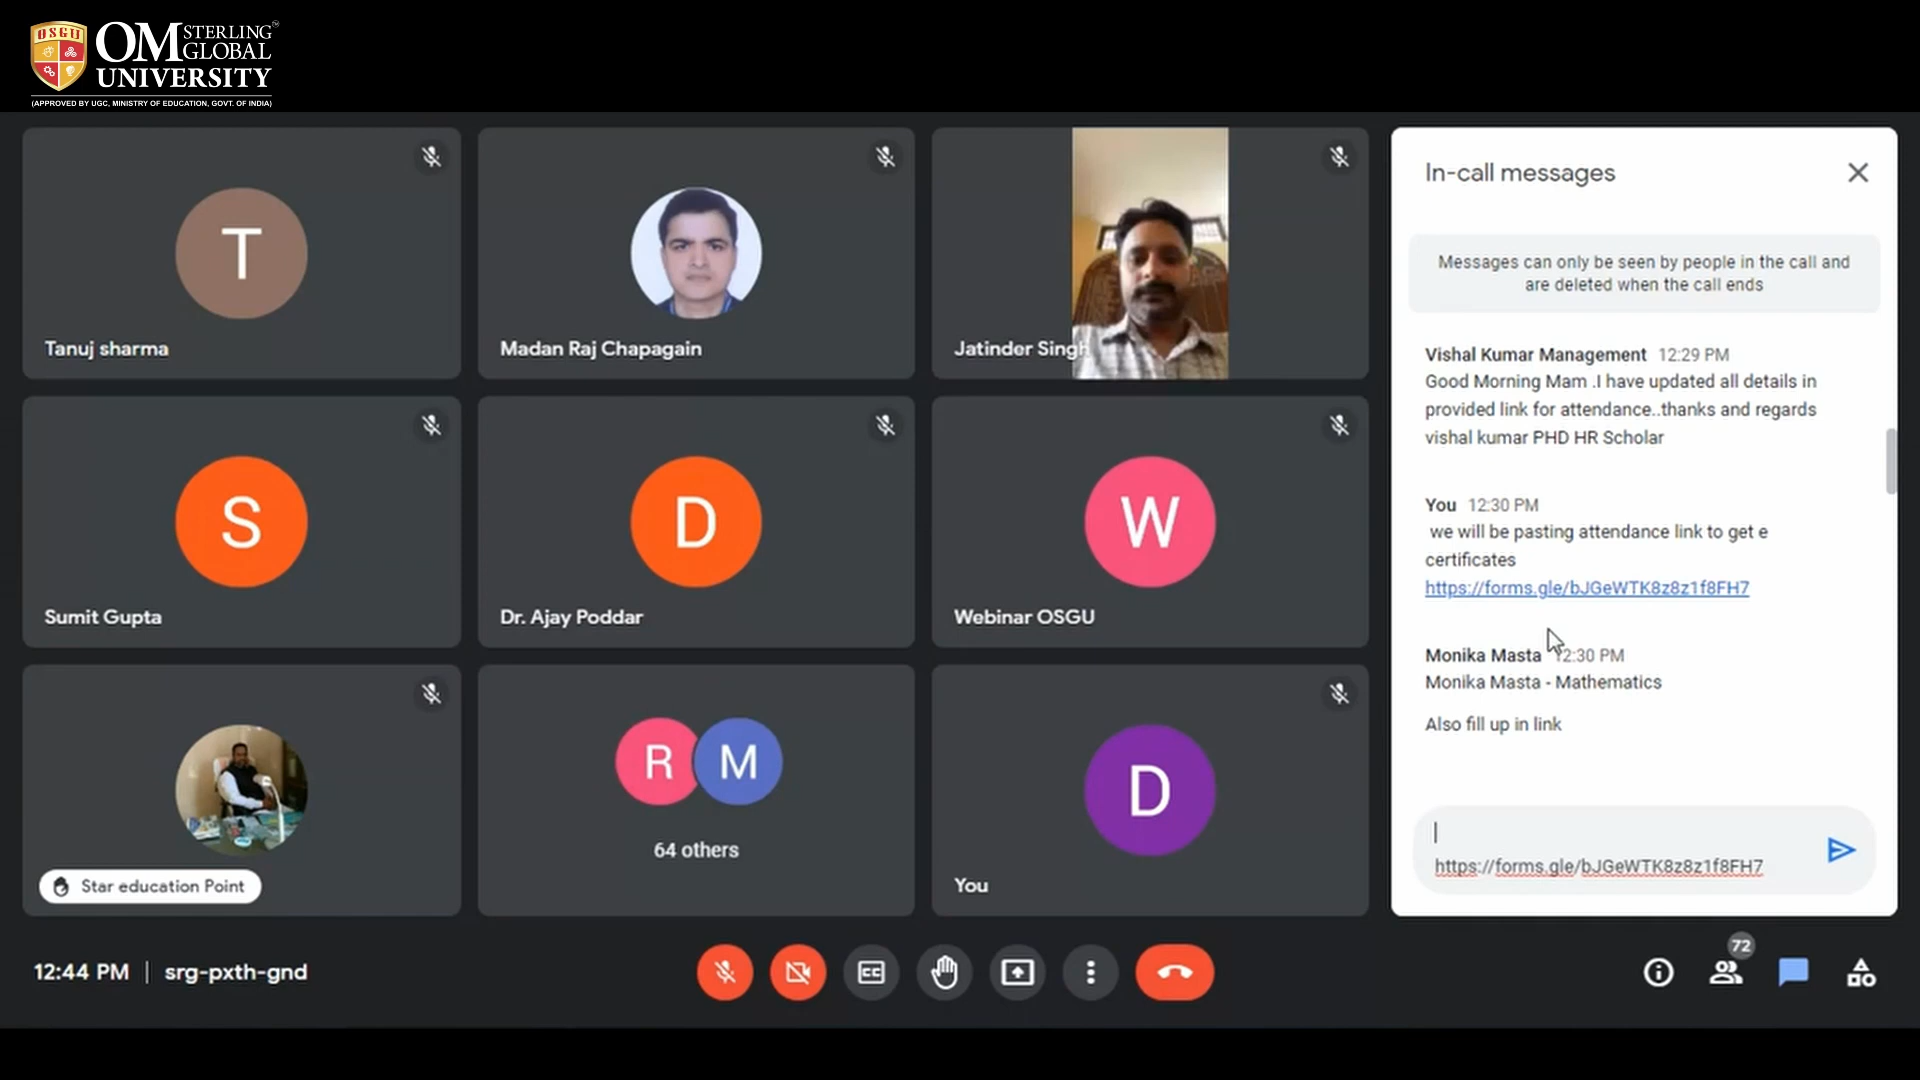 OSGU
OM STERLING GLOBAL UNIVERSITY
(APPROVED BY UGC, MINISTRY OF EDUCATION, GOVT. OF INDIA)
T
Tanuj sharma
Madan Raj Chapagain
Jatinder Singh
S
Sumit Gupta
D
Dr. Ajay Poddar
W
Webinar OSGU
Star education Point
R M
64 others
D
You
In-call messages
Messages can only be seen by people in the call and
are deleted when the call ends
Vishal Kumar Management 12:29 PM
Good Morning Mam .I have updated all details in
provided link for attendance..thanks and regards
vishal kumar PHD HR Scholar
You 12:30 PM
we will be pasting attendance link to get e
certificates
https://forms.gle/bJGeWTK8z8z1f8FH7
Monika Masta 12:30 PM
Monika Masta - Mathematics
Also fill up in link
https://forms.gle/bJGeWTK8z8z1f8FH7
12:44 PM | srg-pxth-gnd
CC
72